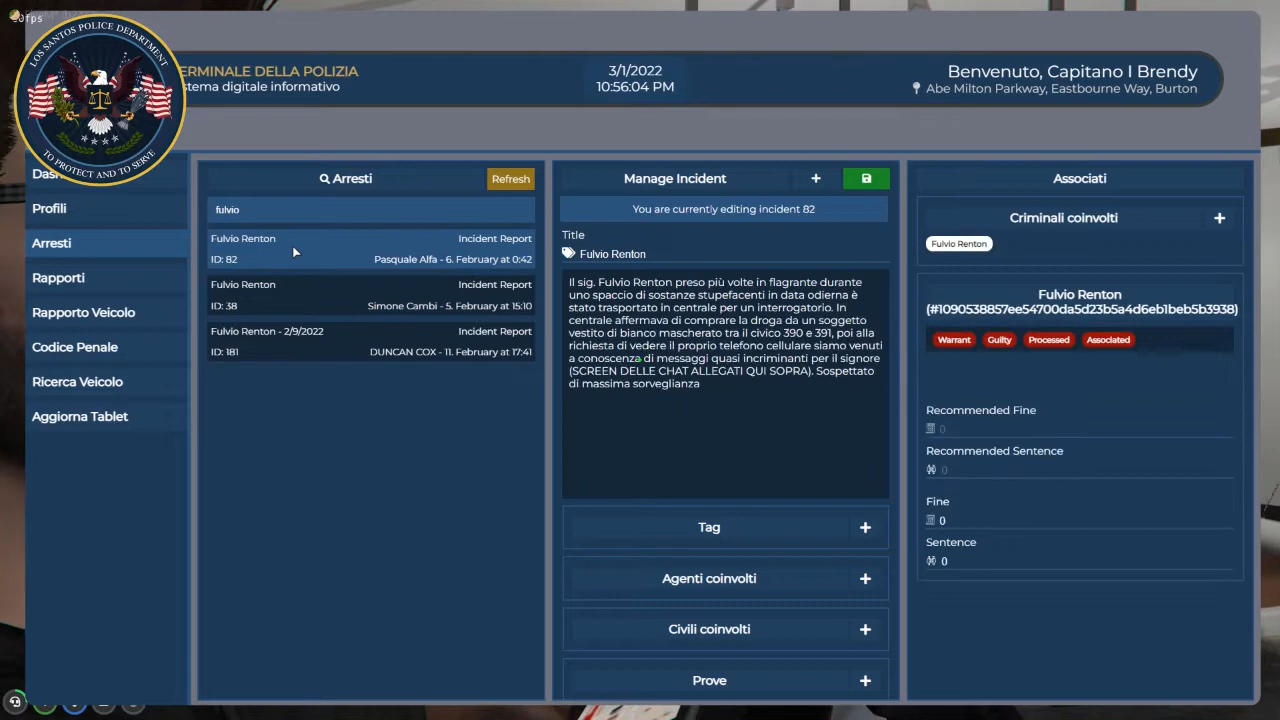 50fps
LOS SANTOS POLICE DEPARTMENT
TO PROTECT AND TO SERVE
ERMINALE DELLA POLIZIA
stema digitale informativo
3/1/2022
10:56:04 PM
Benvenuto, Capitano I Brendy
Abe Milton Parkway, Eastbourne Way, Burton
Das
Profili
Arresti
Rapporti
Rapporto Veicolo
Codice Penale
Ricerca Veicolo
Aggiorna Tablet
Arresti
Refresh
fulvio
Fulvio Renton Incident Report
ID: 82 Pasquale Alfa - 6. February at 0:42
Fulvio Renton Incident Report
ID: 38 Simone Cambi - 5. February at 15:10
Fulvio Renton - 2/9/2022 Incident Report
ID: 181 DUNCAN COX - 11. February at 17:41
Manage Incident
You are currently editing incident 82
Title
Fulvio Renton
Il sig. Fulvio Renton preso più volte in flagrante durante
uno spaccio di sostanze stupefacenti in data odierna è
stato trasportato in centrale per un interrogatorio. In
centrale affermava di comprare la droga da un soggetto
vestito di bianco mascherato tra il civico 390 e 391, poi alla
richiesta di vedere il proprio telefono cellulare siamo venuti
a conoscenza di messaggi quasi incriminanti per il signore
(SCREEN DELLE CHAT ALLEGATI QUI SOPRA). Sospettato
di massima sorveglianza
Tag
Agenti coinvolti
Civili coinvolti
Prove
Associati
Criminali coinvolti
Fulvio Renton
Fulvio Renton
(#1090538857ee54700da5d23b5a4d6eb1beb5b3938)
Warrant Guilty Processed Associated
Recommended Fine
0
Recommended Sentence
0
Fine
0
Sentence
0